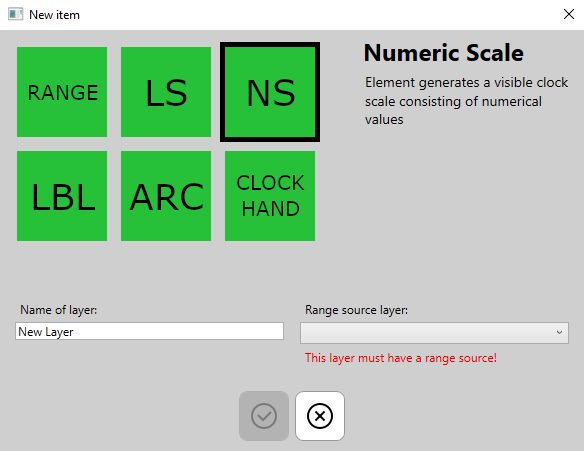 New item
RANGE
LS
NS
LBL
ARC
CLOCK
HAND
Numeric Scale
Element generates a visible clock
scale consisting of numerical
values
Name of layer:
New Layer
Range source layer:
This layer must have a range source!